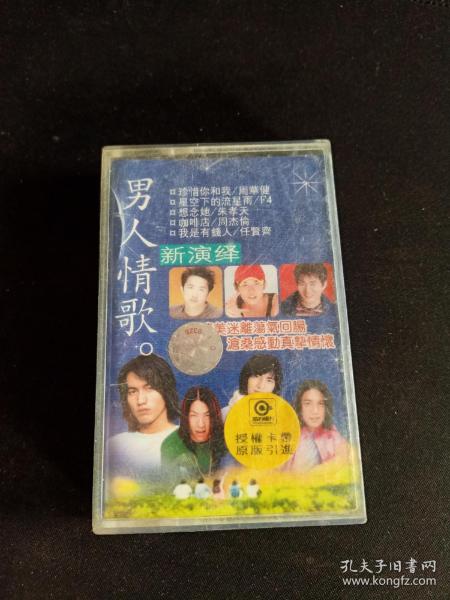 男人情歌。
珍惜你和我/周華健
星空下的流星雨/F4
想念她/朱孝天
咖啡店/周杰倫
我是有錢人/任賢齊
新演绎
美迷離蕩氣回腸
滄桑感動真摯情懷
授權卡帶
原版引進
孔夫子旧书网
www.kongfz.com